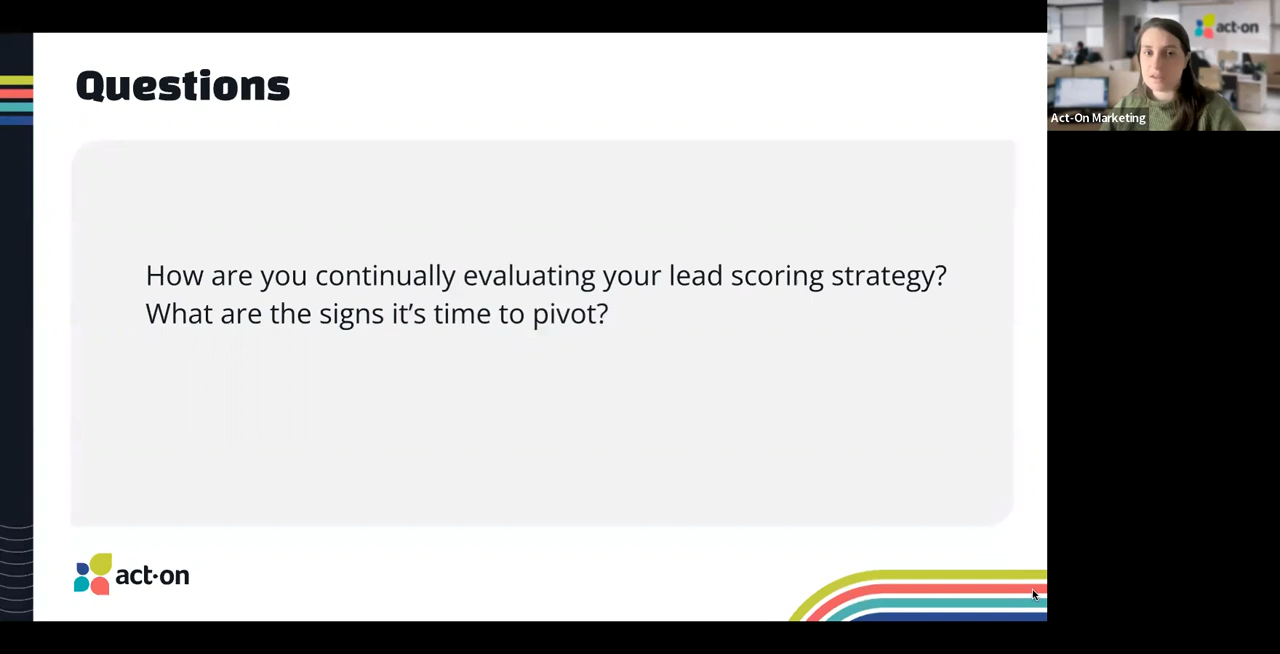 Questions
act-on
Act-On Marketing
How are you continually evaluating your lead scoring strategy?
What are the signs it's time to pivot?
act·on